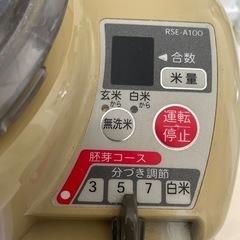 RSE-A100
合数
米量
玄米から 白米から
無洗米
運転/停止
胚芽コース
分づき調節
3 5 7 白米